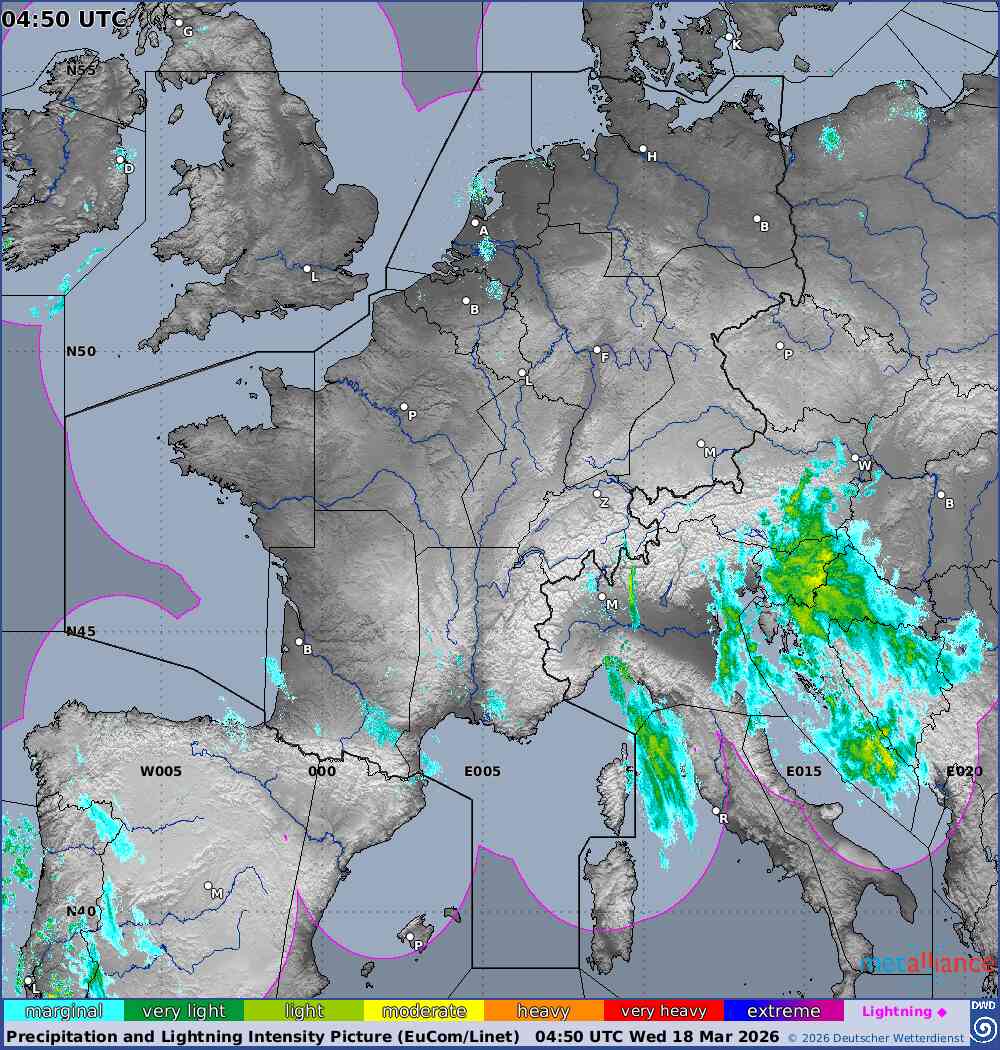 04:50 UTC
G
K
N55
H
D
A
B
L
B
N50
F
P
L
P
M
W
Z
B
M
N45
B
W005
000
E005
E015
E020
R
M
N40
P
L
metalliance
marginal very light light moderate heavy very heavy extreme Lightning ◆
DWD
Precipitation and Lightning Intensity Picture (EuCom/Linet) 04:50 UTC Wed 18 Mar 2026 © 2026 Deutscher Wetterdienst